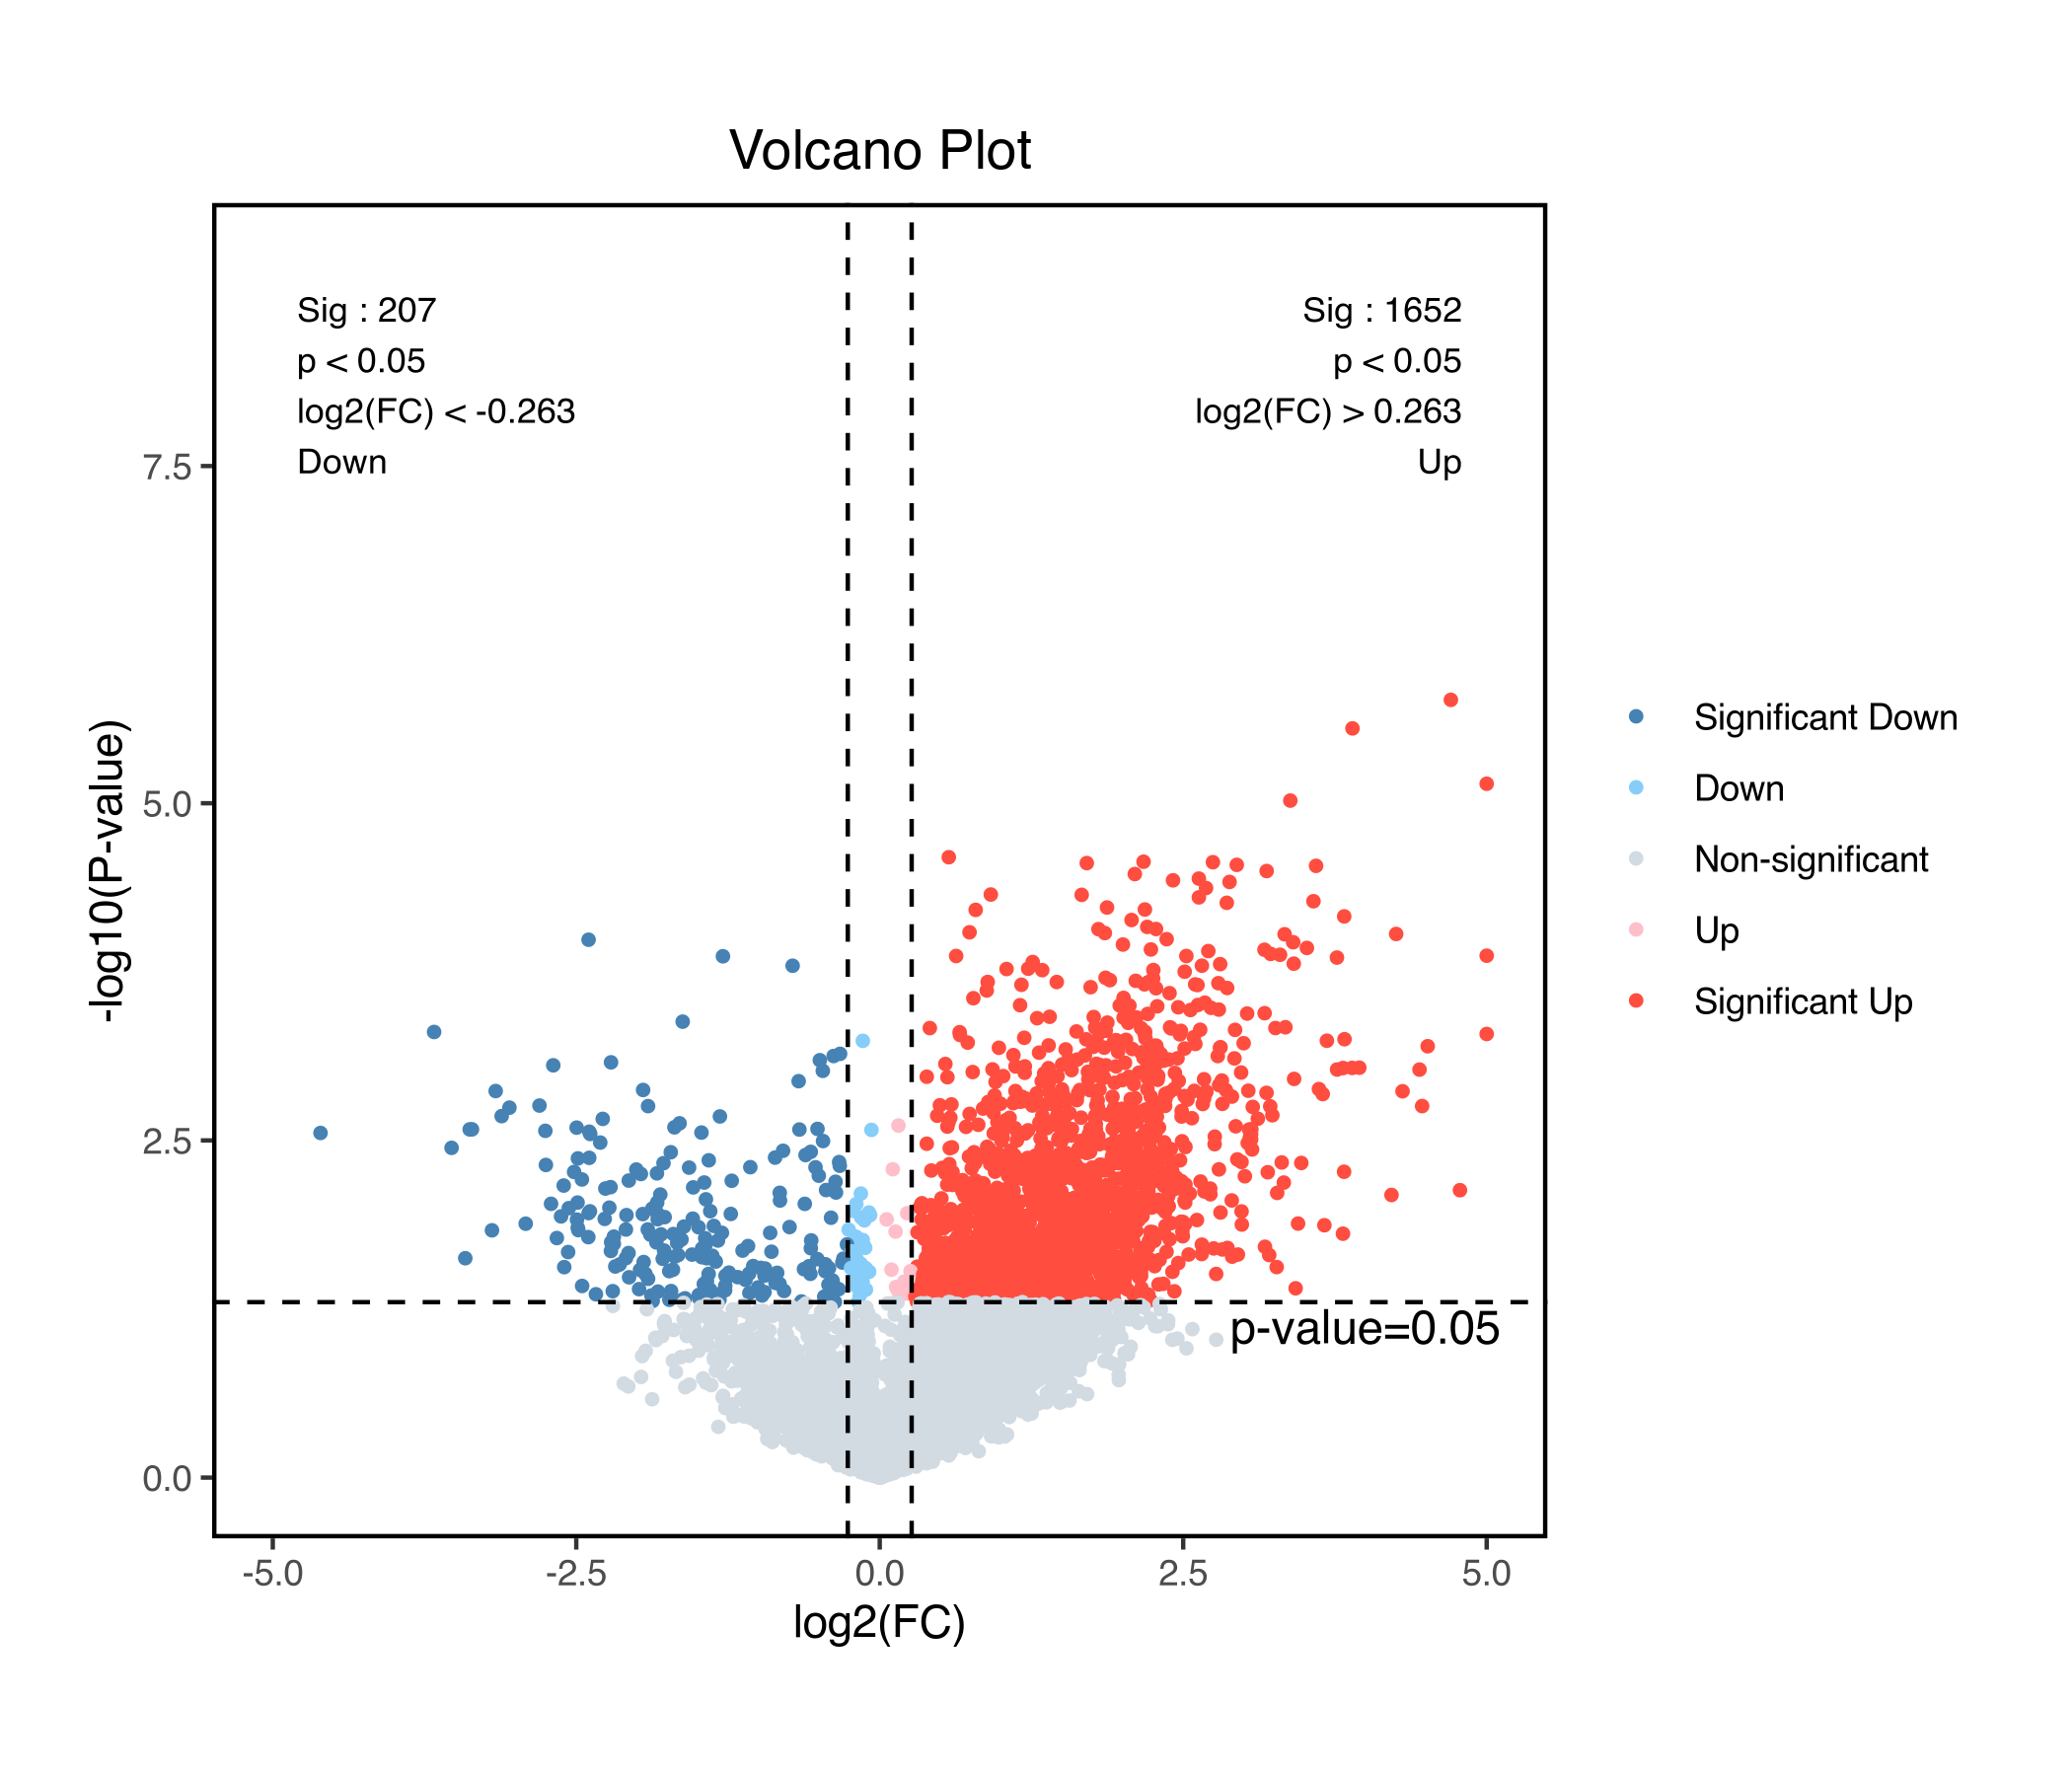 Volcano Plot
Sig : 207
p < 0.05
log2(FC) < -0.263
Down
Sig : 1652
p < 0.05
log2(FC) > 0.263
Up
-log10(P-value)
7.5
5.0
2.5
0.0
p-value=0.05
-5.0
-2.5
0.0
2.5
5.0
log2(FC)
Significant Down
Down
Non-significant
Up
Significant Up